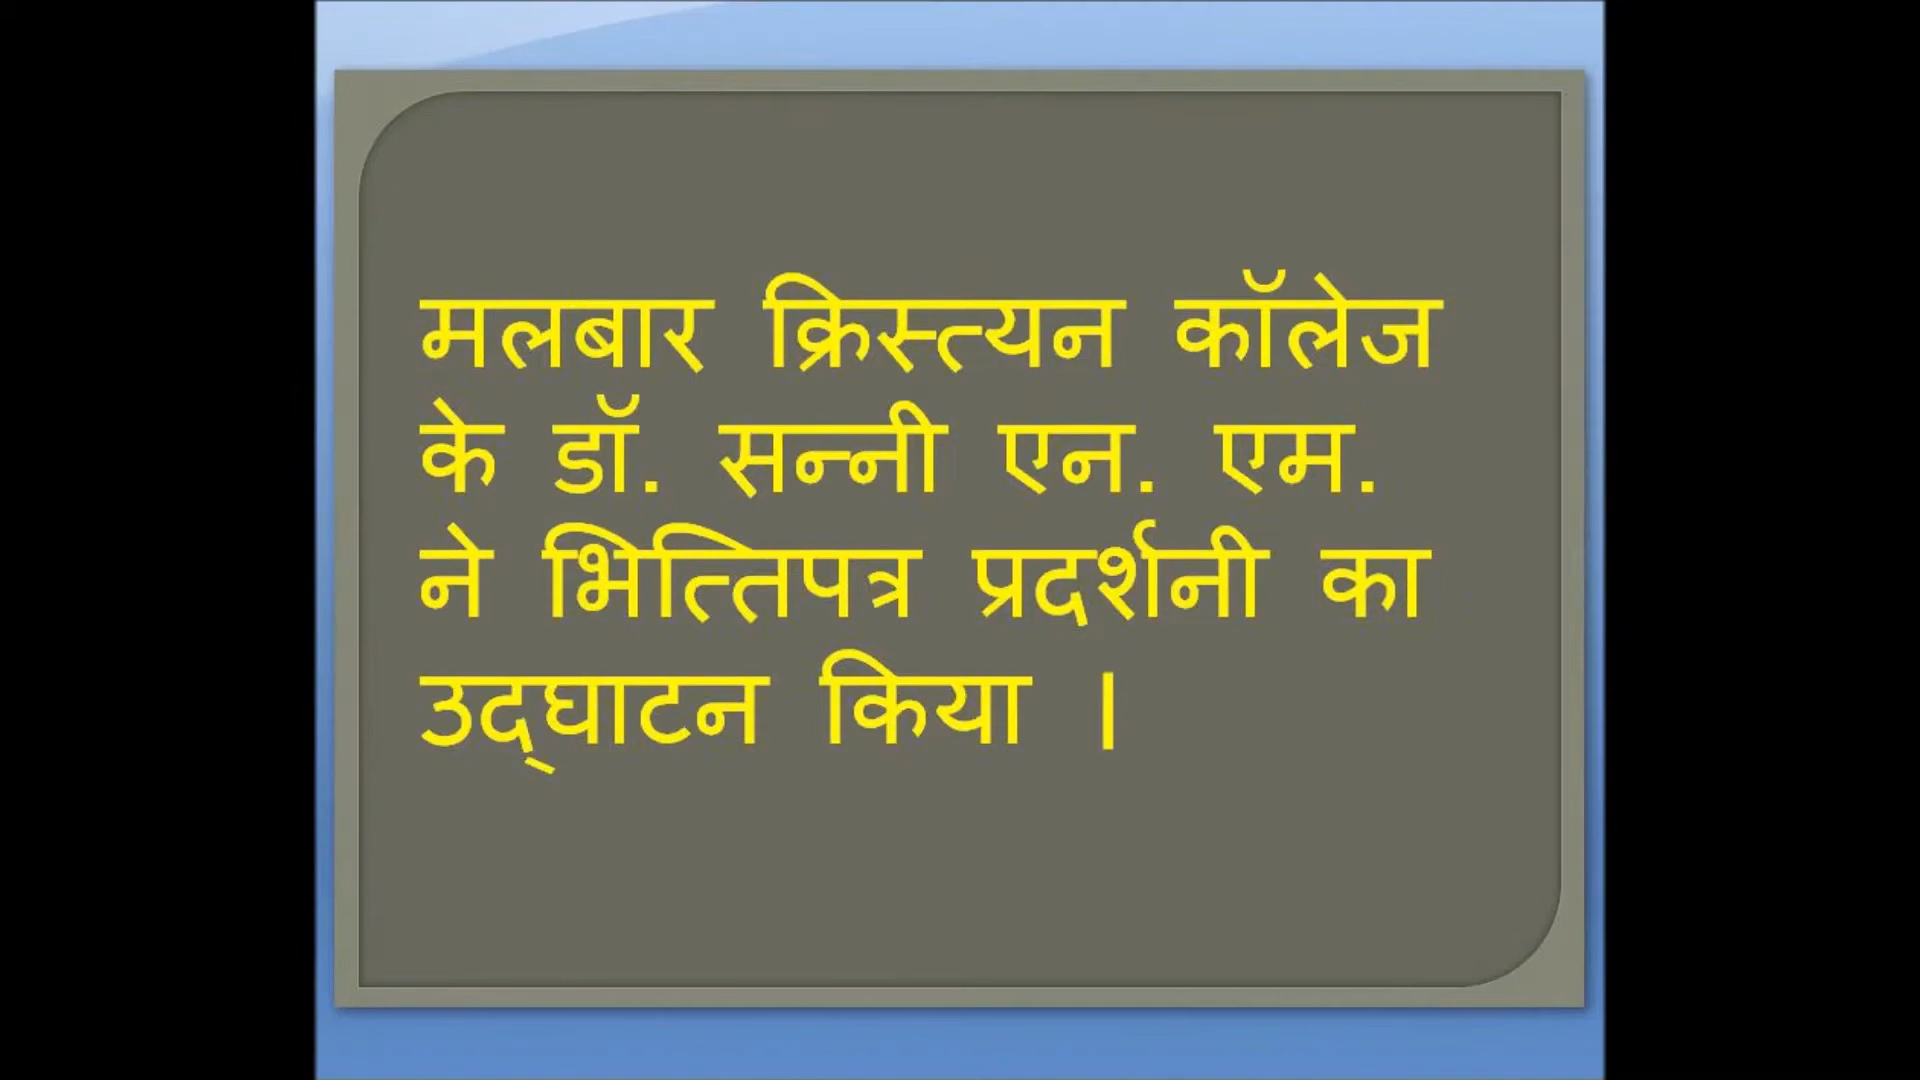 मलबार क्रिस्त्यन कॉलेज
के डॉ. सन्नी एन. एम.
ने भित्तिपत्र प्रदर्शनी का
उद्‌घाटन किया ।